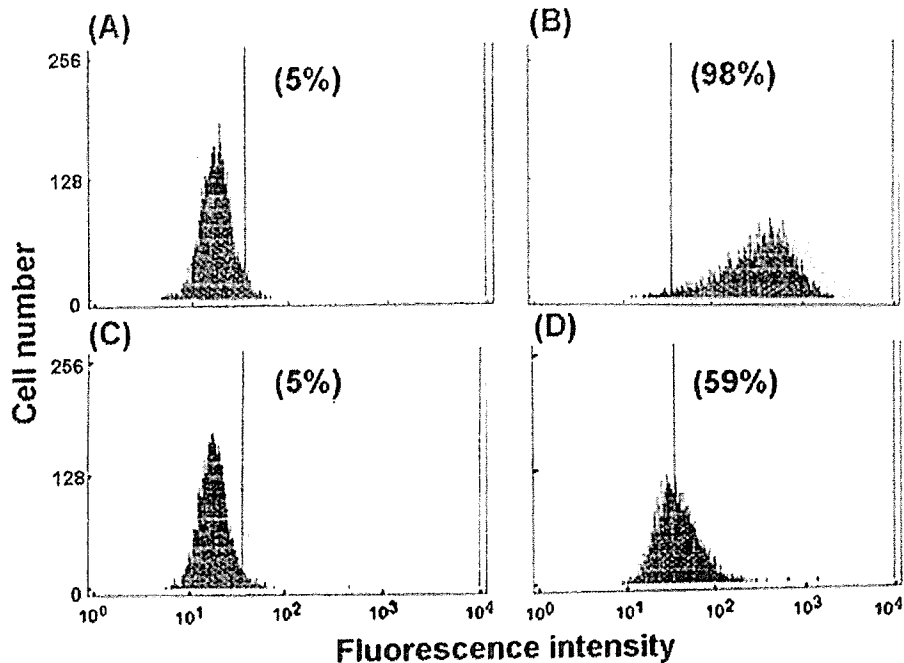 (A)
(B)
256
(5%)
(98%)
128
0
Cell number
(C)
(D)
256
(5%)
(59%)
128
0
10⁰ 10¹ 10² 10³ 10⁴
10⁰ 10¹ 10² 10³ 10⁴
Fluorescence intensity